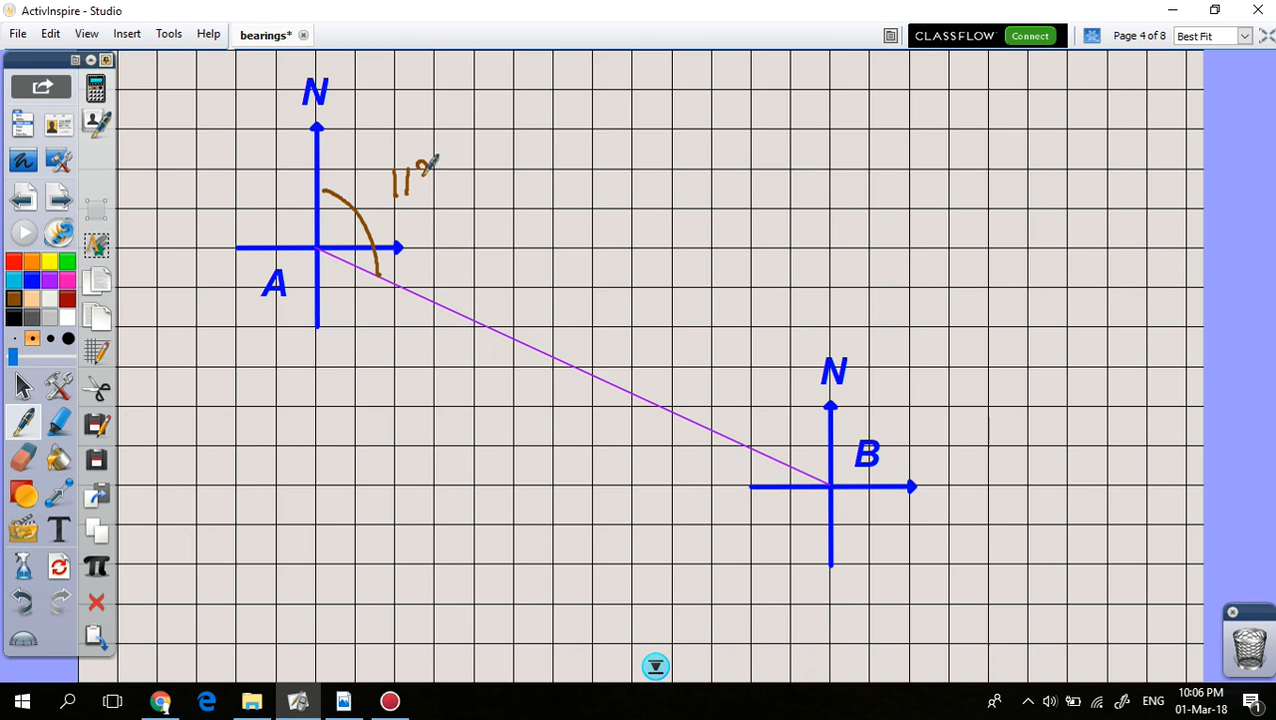 ActivInspire - Studio
File Edit View Insert Tools Help bearings* CLASSFLOW Connect Page 4 of 8 Best Fit
N
A
N
B
T
π
ENG
10:06 PM
01-Mar-18
1